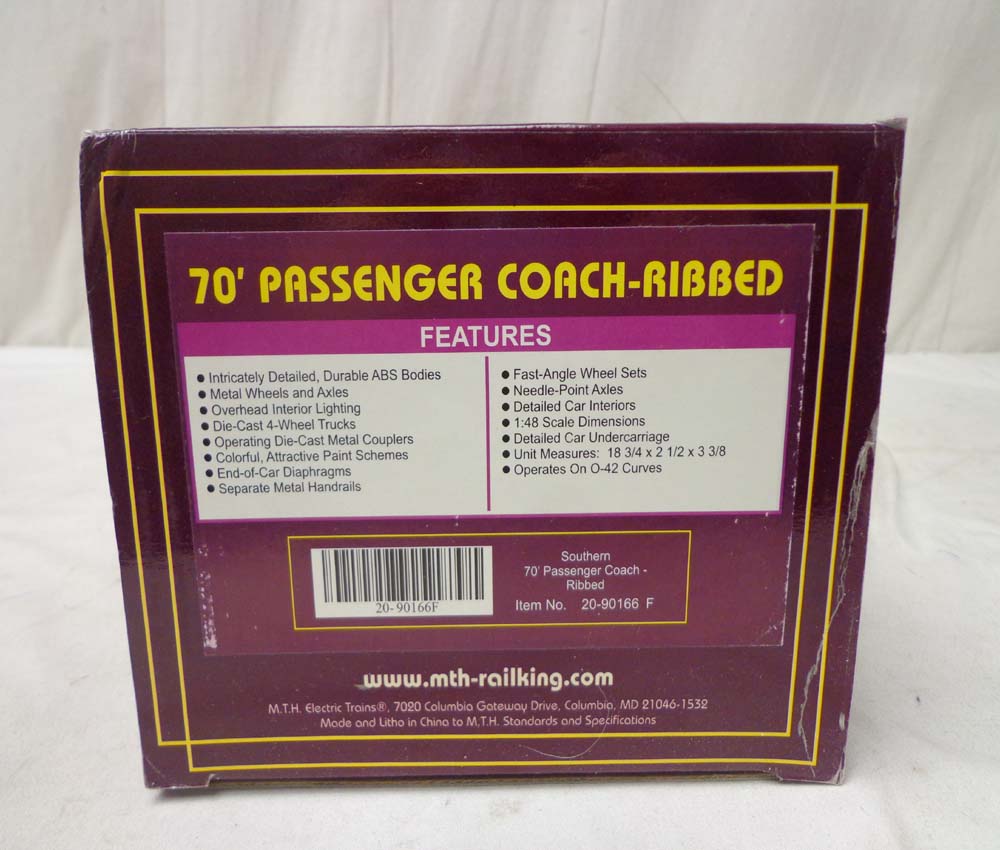 70' PASSENGER COACH-RIBBED
FEATURES
• Intricately Detailed, Durable ABS Bodies
• Metal Wheels and Axles
• Overhead Interior Lighting
• Die-Cast 4-Wheel Trucks
• Operating Die-Cast Metal Couplers
• Colorful, Attractive Paint Schemes
• End-of-Car Diaphragms
• Separate Metal Handrails
• Fast-Angle Wheel Sets
• Needle-Point Axles
• Detailed Car Interiors
• 1:48 Scale Dimensions
• Detailed Car Undercarriage
• Unit Measures: 18 3/4 x 2 1/2 x 3 3/8
• Operates On O-42 Curves
20-90166F
Southern
70' Passenger Coach -
Ribbed
Item No. 20-90166 F
www.mth-railking.com
M.T.H. Electric Trains®, 7020 Columbia Gateway Drive, Columbia, MD 21046-1532
Made and Litho in China to M.T.H. Standards and Specifications